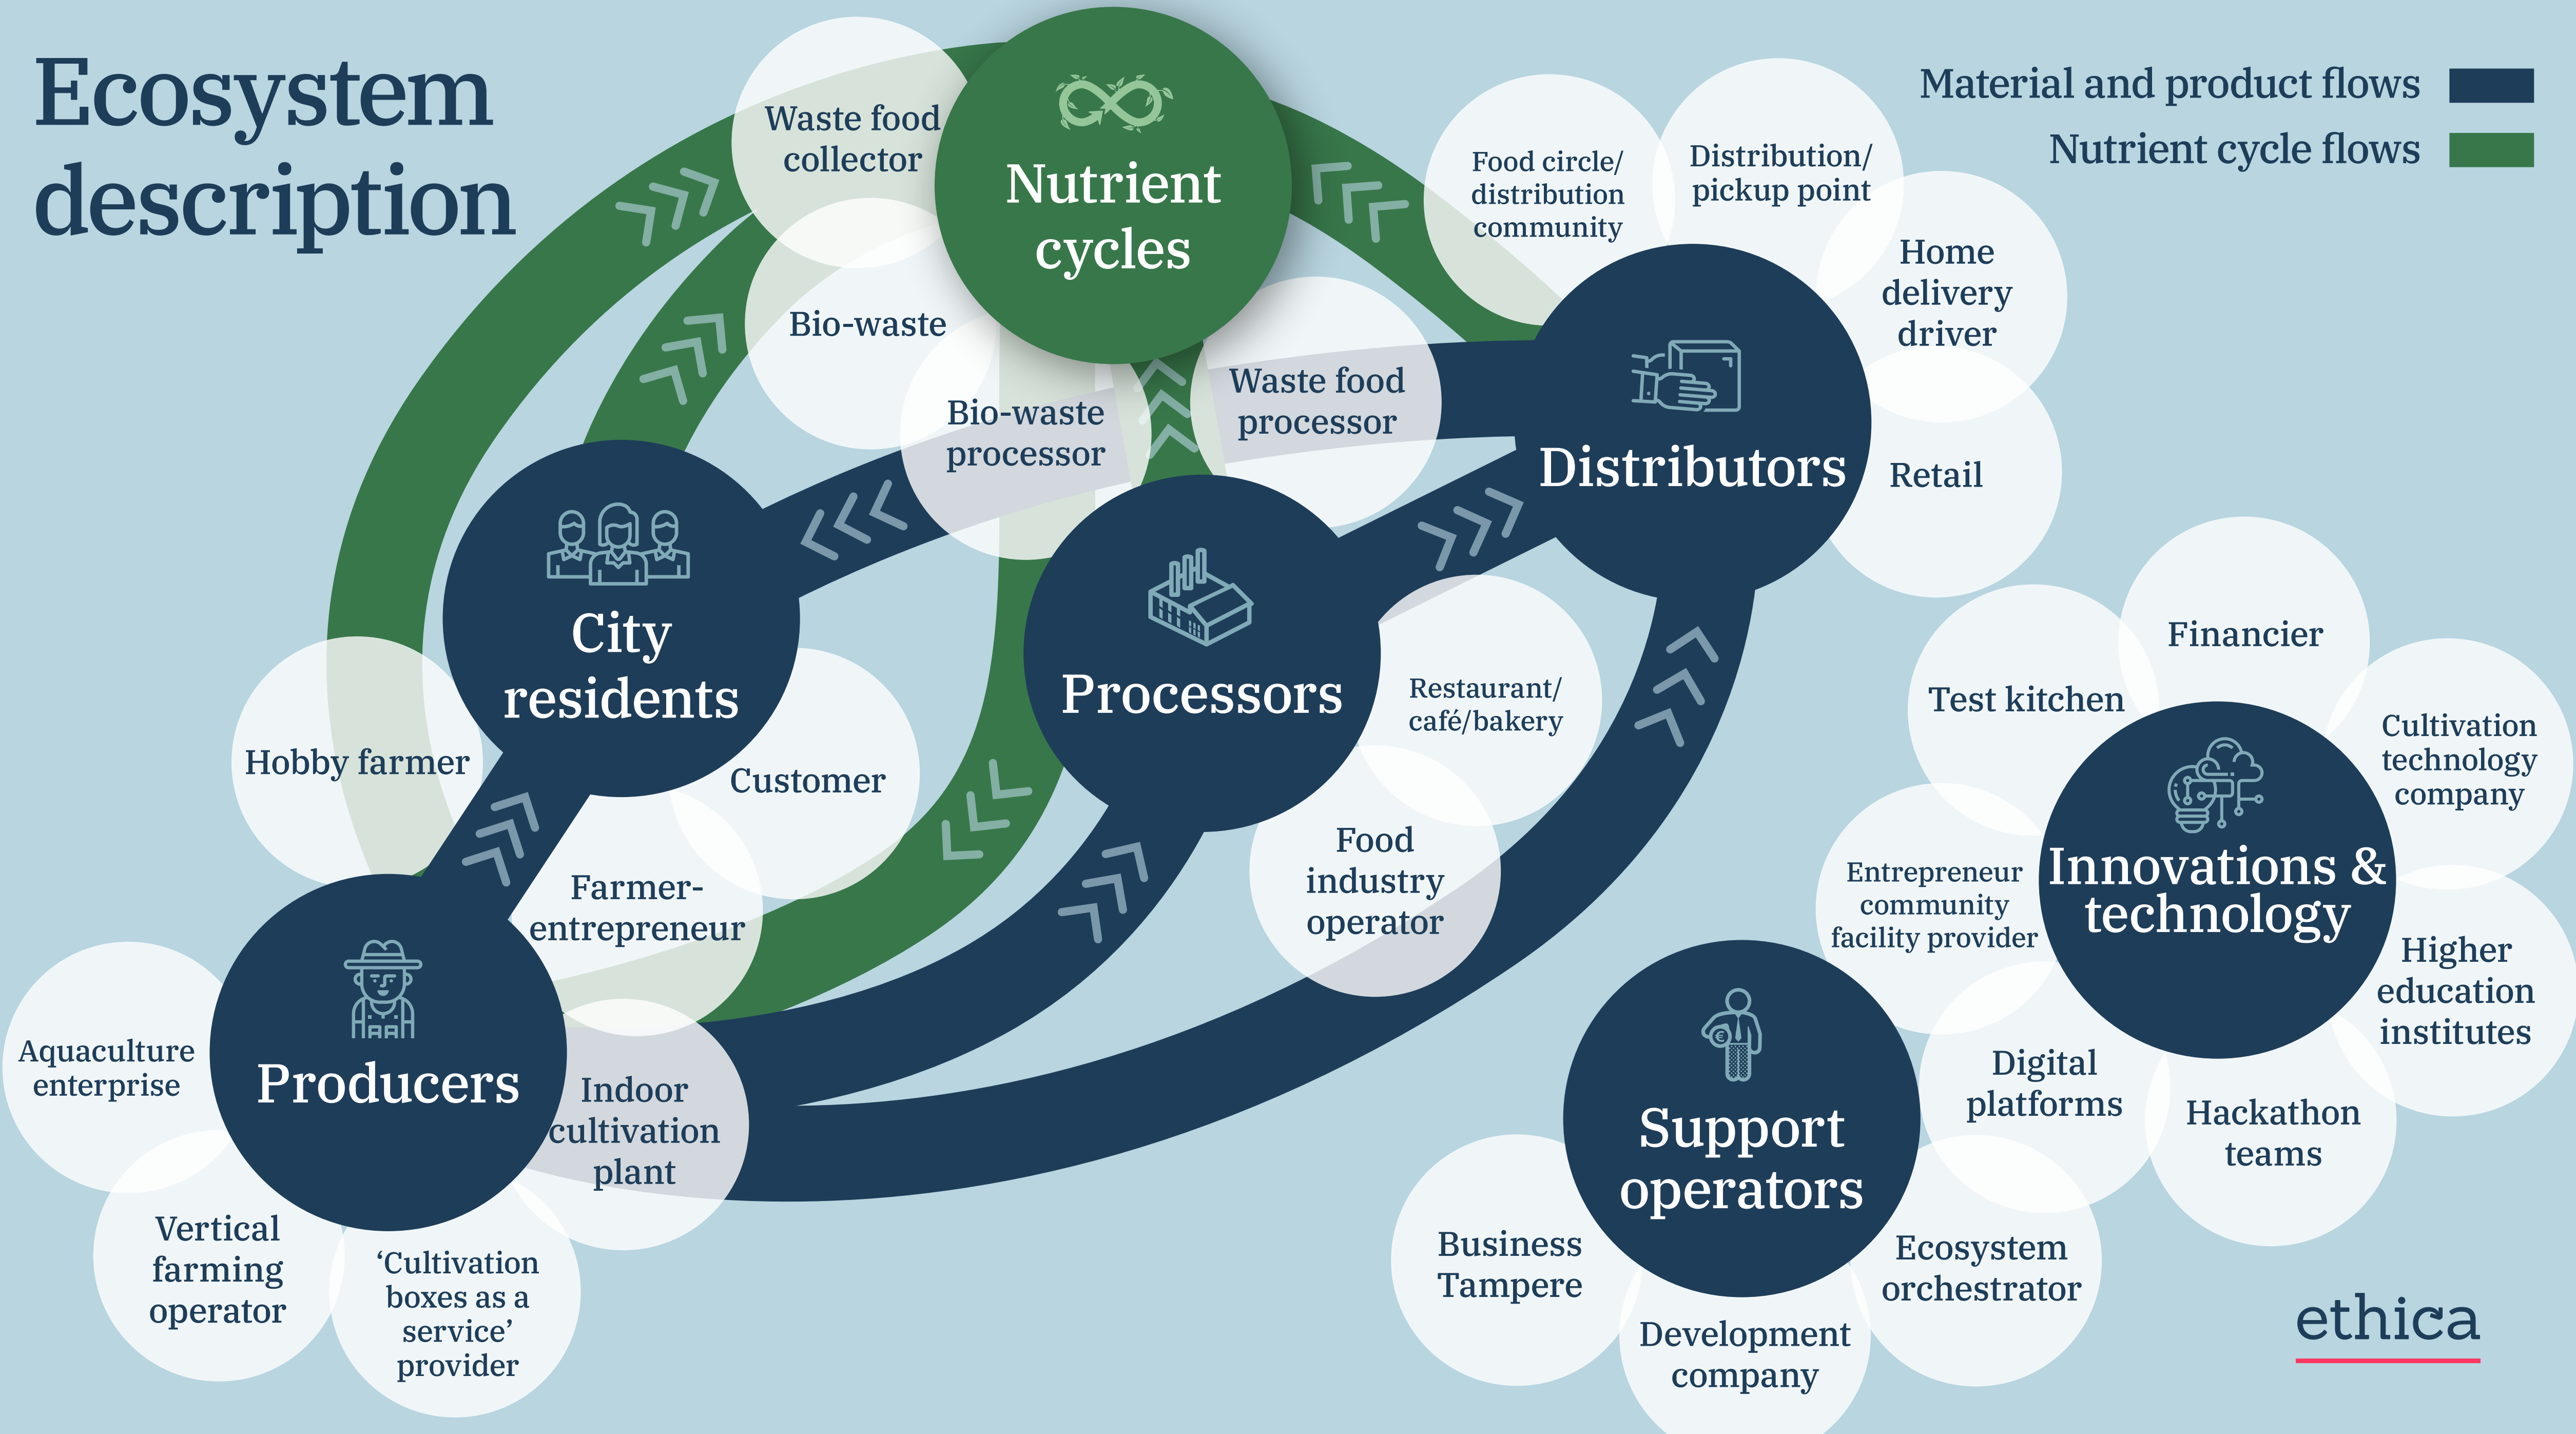 Ecosystem
description
Material and product flows
Nutrient cycle flows
Nutrient
cycles
Waste food
collector
Bio-waste
Bio-waste
processor
Waste food
processor
Food circle/
distribution
community
Distribution/
pickup point
Home
delivery
driver
Retail
Distributors
City
residents
Hobby farmer
Customer
Processors
Restaurant/
café/bakery
Food
industry
operator
Farmer-
entrepreneur
Producers
Aquaculture
enterprise
Vertical
farming
operator
‘Cultivation
boxes as a
service’
provider
Indoor
cultivation
plant
Financier
Test kitchen
Cultivation
technology
company
Innovations &
technology
Entrepreneur
community
facility provider
Higher
education
institutes
Digital
platforms
Hackathon
teams
€
Support
operators
Business
Tampere
Development
company
Ecosystem
orchestrator
ethica